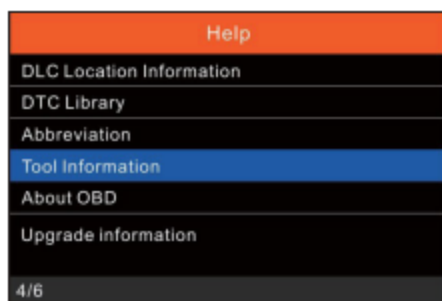 Help
DLC Location Information
DTC Library
Abbreviation
Tool Information
About OBD
Upgrade information
4/6